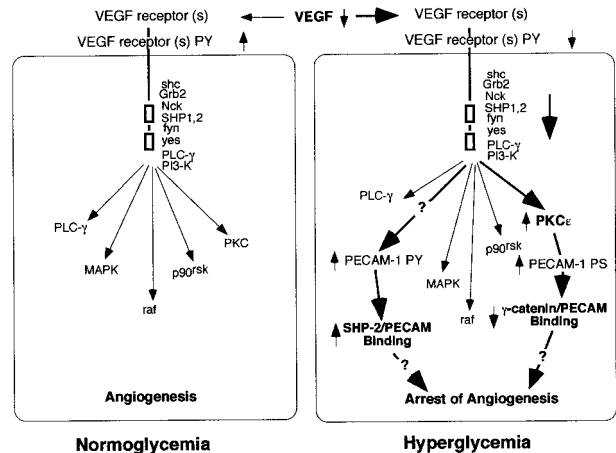 VEGF receptor (s)
VEGF
VEGF receptor (s)
VEGF receptor (s) PY
VEGF receptor (s) PY
shc
Grb2
Nck
SHP1,2
fyn
yes
PLC-γ
PI3-K
PLC-γ
MAPK
raf
p90rsk
PKC
Angiogenesis
Normoglycemia
shc
Grb2
Nck
SHP1,2
fyn
yes
PLC-γ
PI3-K
PLC-γ
?
PKCε
p90rsk
PECAM-1 PY
PECAM-1 PS
MAPK
raf
SHP-2/PECAM
Binding
γ-catenin/PECAM
Binding
?
?
Arrest of Angiogenesis
Hyperglycemia